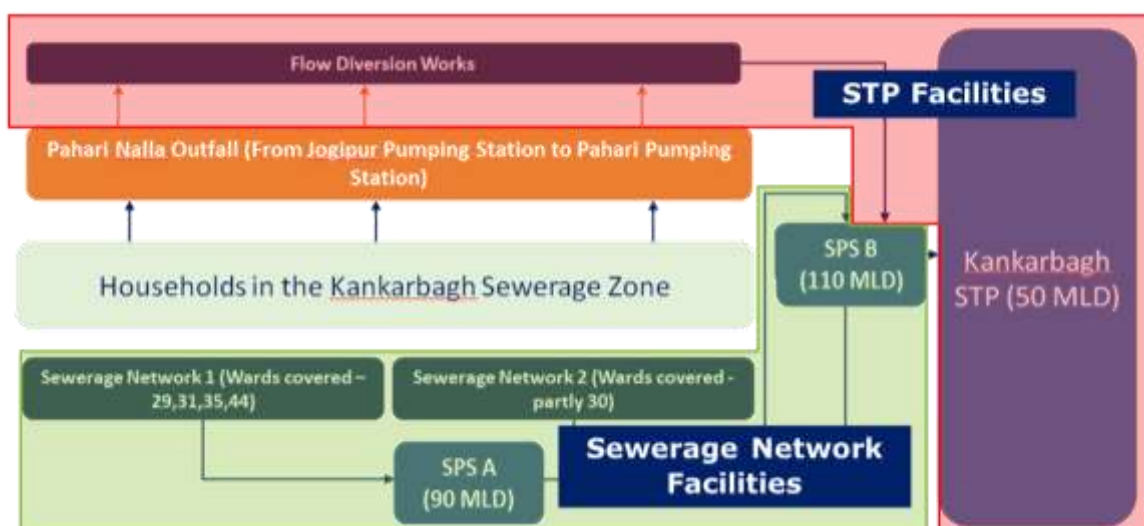 Flow Diversion Works
STP Facilities
Pahari Nalla Outfall (From Jogipur Pumping Station to Pahari Pumping
Station)
SPS B
(110 MLD)
Kankarbagh
STP (50 MLD)
Households in the Kankarbagh Sewerage Zone
Sewerage Network 1 (Wards covered –
29,31,35,44)
Sewerage Network 2 (Wards covered -
partly 30)
Sewerage Network
Facilities
SPS A
(90 MLD)